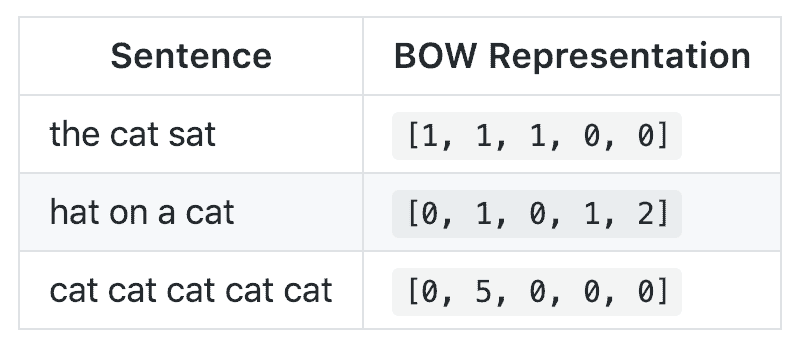 Sentence BOW Representation
the cat sat [1, 1, 1, 0, 0]
hat on a cat [0, 1, 0, 1, 2]
cat cat cat cat cat [0, 5, 0, 0, 0]